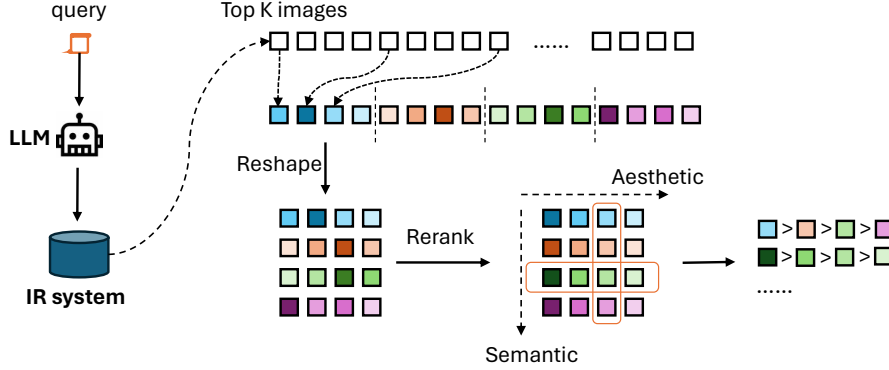 query
Top K images
......
LLM
Reshape
Aesthetic
Rerank
> > >
> > >
......
IR system
Semantic